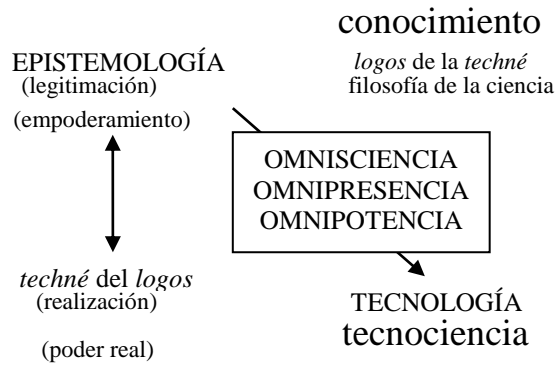 conocimiento
EPISTEMOLOGÍA
(legitimación)
(empoderamiento)
logos de la techné
filosofía de la ciencia
OMNISCIENCIA
OMNIPRESENCIA
OMNIPOTENCIA
techné del logos
(realización)
(poder real)
TECNOLOGÍA
tecnociencia